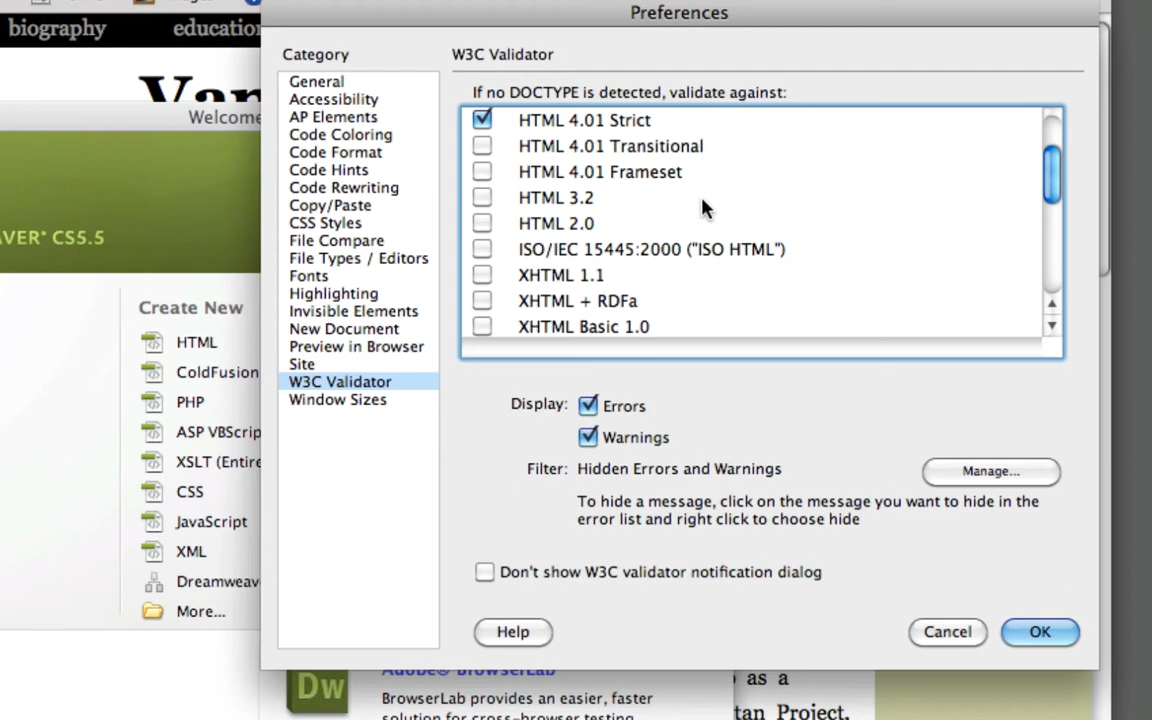 Preferences
biography
education
Category
W3C Validator
General
Accessibility
AP Elements
Code Coloring
Code Format
Code Hints
Code Rewriting
Copy/Paste
CSS Styles
File Compare
File Types / Editors
Fonts
Highlighting
Invisible Elements
New Document
Preview in Browser
Site
W3C Validator
Window Sizes
If no DOCTYPE is detected, validate against:
HTML 4.01 Strict
HTML 4.01 Transitional
HTML 4.01 Frameset
HTML 3.2
HTML 2.0
ISO/IEC 15445:2000 ("ISO HTML")
XHTML 1.1
XHTML + RDFa
XHTML Basic 1.0
Display: Errors
Warnings
Filter: Hidden Errors and Warnings
Manage...
To hide a message, click on the message you want to hide in the
error list and right click to choose hide
Don't show W3C validator notification dialog
Help
Cancel
OK
Welcome
AVER® CS5.5
Create New
HTML
ColdFusion
PHP
ASP VBScrip
XSLT (Entire
CSS
JavaScript
XML
Dreamweav
More...
Dw
Adobe® BrowserLab
BrowserLab provides an easier, faster
solution for cross-browser testing
as a
tan Project,